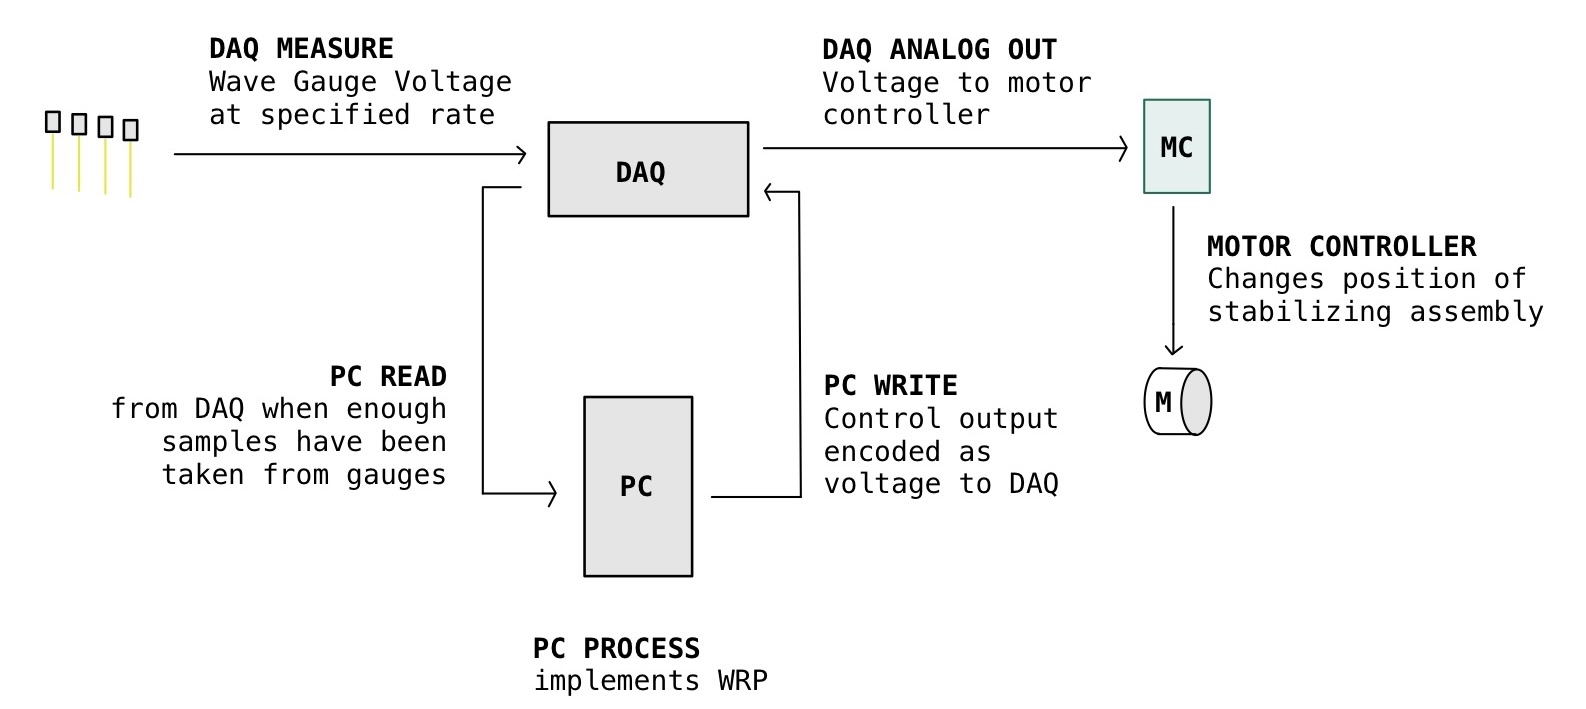 DAQ MEASURE
Wave Gauge Voltage
at specified rate
DAQ ANALOG OUT
Voltage to motor
controller
DAQ
MC
MOTOR CONTROLLER
Changes position of
stabilizing assembly
PC READ
from DAQ when enough
samples have been
taken from gauges
PC WRITE
Control output
encoded as
voltage to DAQ
M
PC
PC PROCESS
implements WRP